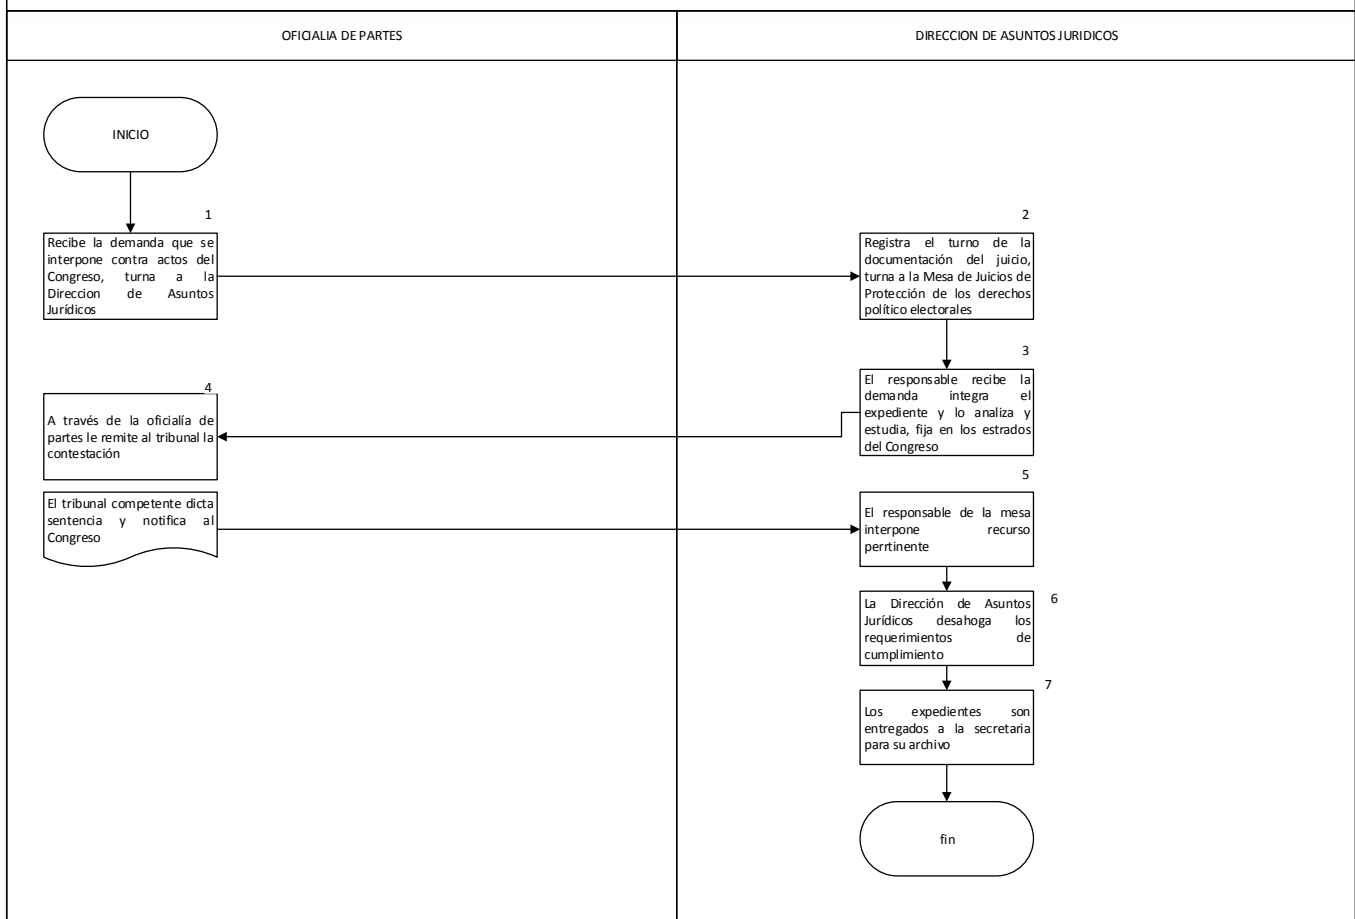 OFICIALIA DE PARTES
DIRECCION DE ASUNTOS JURIDICOS
INICIO
1
Recibe la demanda que se
interpone contra actos del
Congreso, turna a la
Direccion de Asuntos
Jurídicos
2
Registra el turno de la
documentación del juicio,
turna a la Mesa de Juicios de
Protección de los derechos
político electorales
3
El responsable recibe la
demanda integra el
expediente y lo analiza y
estudia, fija en los estrados
del Congreso
4
A través de la oficialía de
partes le remite al tribunal la
contestación
El tribunal competente dicta
sentencia y notifica al
Congreso
5
El responsable de la mesa
interpone recurso
perrtinente
6
La Dirección de Asuntos
Jurídicos desahoga los
requerimientos de
cumplimiento
7
Los expedientes son
entregados a la secretaria
para su archivo
fin